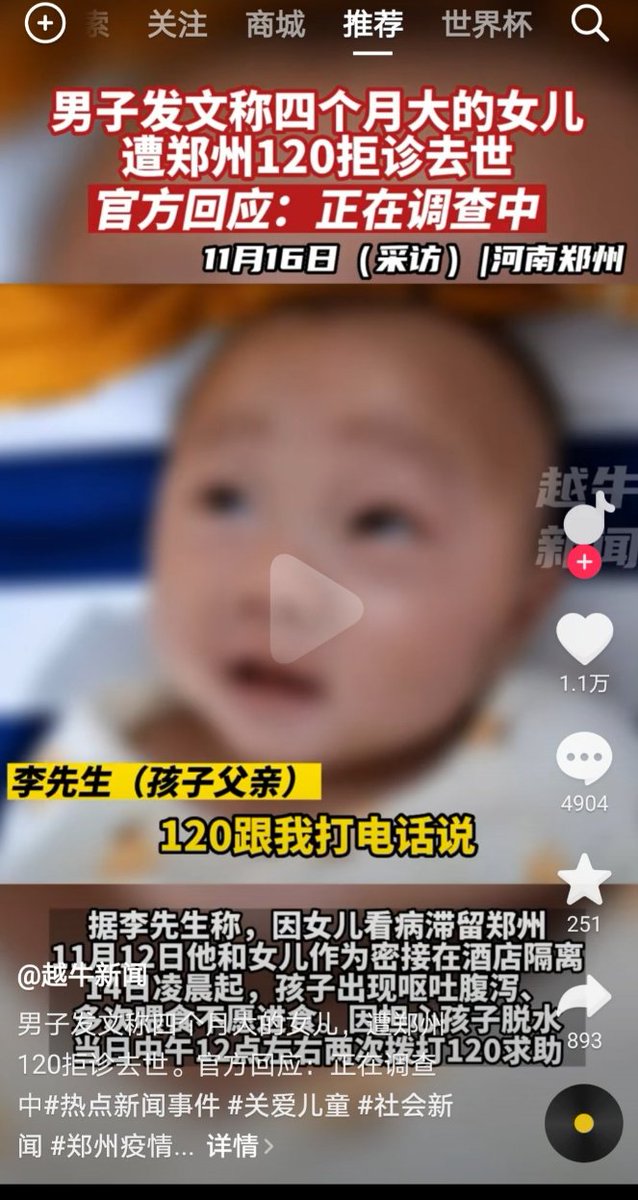 关注 商城 推荐 世界杯
男子发文称四个月大的女儿
遭郑州120拒诊去世
官方回应：正在调查中
11月16日（采访）|河南郑州
越牛
新闻
1.1万
李先生（孩子父亲）
4904
120跟我打电话说
据李先生称，因女儿看病滞留郑州
251
11月12日他和女儿作为密接在酒店隔离
@越牛新闻
14日凌晨起，孩子出现呕吐腹泻、
男子发文称四个月大的女儿，遭郑州
893
当日中午12点左右两次拨打120求助
120拒诊去世。官方回应：正在调查
中#热点新闻事件 #关爱儿童 #社会新
闻 #郑州疫情... 详情>